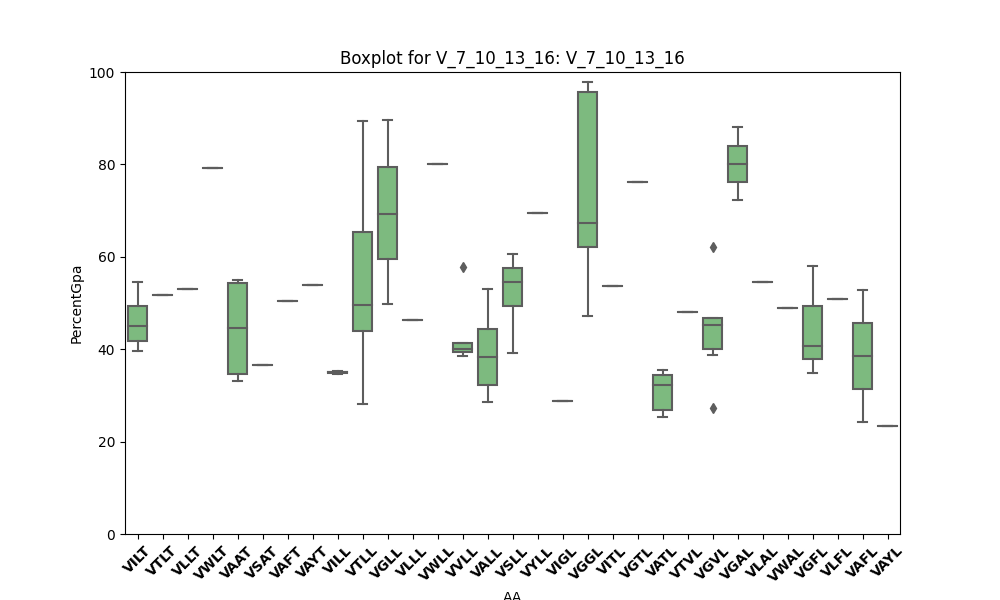 Boxplot for V_7_10_13_16: V_7_10_13_16
100
80
60
40
20
0
PercentGpa
VILT VTLT VLLT VWLT VAAT VSAT VAFT VAYT VILL VTLL VGLL VLLL VWLL VVLL VALL VSLL VYLL VIGL VGGL VITL VGTL VATL VTVL VGVL VGAL VLAL VWAL VGFL VLFL VAFL VAYL
AA